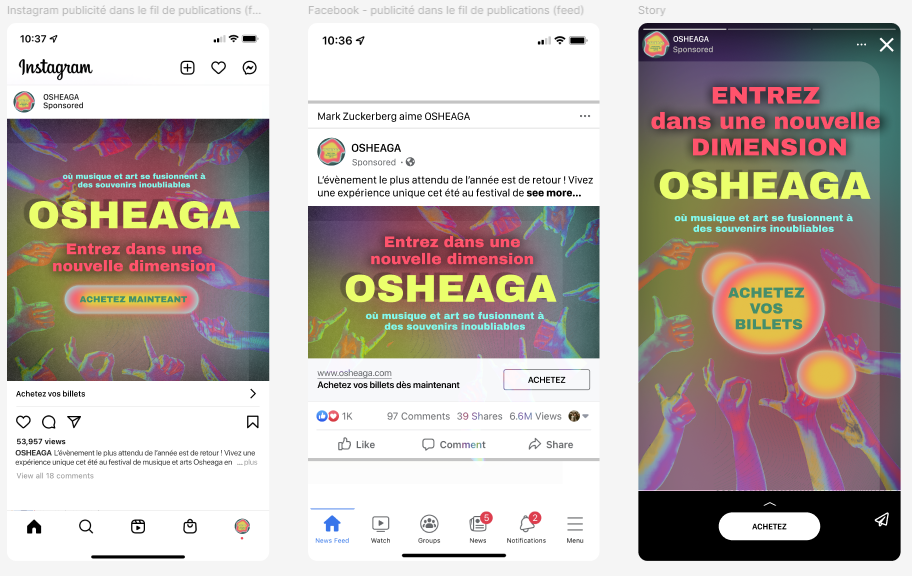 Instagram publicité dans le fil de publications (f...
10:37
Instagram
OSHEAGA
Sponsored
où musique et art se fusionnent à
des souvenirs inoubliables
OSHEAGA
Entrez dans une
nouvelle dimension
ACHETEZ MAINTEANT
Achetez vos billets
53,957 views
OSHEAGA L'évènement le plus attendu de l'année est de retour ! Vivez une
expérience unique cet été au festival de musique et arts Osheaga en ... plus
View all 18 comments
Facebook - publicité dans le fil de publications (feed)
10:36
Mark Zuckerberg aime OSHEAGA
OSHEAGA
Sponsored
L'évènement le plus attendu de l'année est de retour ! Vivez
une expérience unique cet été au festival de see more...
Entrez dans une
nouvelle dimension
OSHEAGA
où musique et art se fusionnent à
des souvenirs inoubliables
www.osheaga.com
Achetez vos billets dès maintenant
ACHETEZ
1K
97 Comments 39 Shares 6.6M Views
Like
Comment
Share
5
2
News Feed
Watch
Groups
News
Notifications
Menu
Story
OSHEAGA
Sponsored
ENTREZ
dans une nouvelle
DIMENSION
OSHEAGA
où musique et art se fusionnent à
des souvenirs inoubliables
ACHETEZ
VOS
BILLETS
ACHETEZ